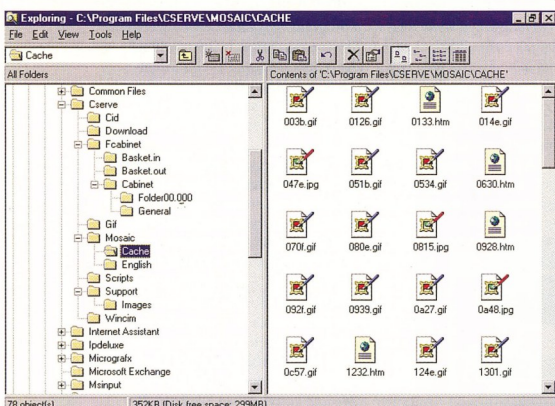 Exploring - C:\Program Files\CSERVE\MOSAIC\CACHE
File Edit View Tools Help
Cache
All Folders
Contents of 'C:\Program Files\CSERVE\MOSAIC\CACHE'
Common Files
Cserve
Cid
Download
Fcabinet
Basket.in
Basket.out
Cabinet
Folder00.000
General
Gif
Mosaic
Cache
English
Scripts
Support
Images
Wincim
Internet Assistant
Ipdeluxe
Micrografx
Microsoft Exchange
Msinput
003b.gif 0126.gif 0133.htm 014e.gif
047e.jpg 051b.gif 0534.gif 0630.htm
070f.gif 080e.gif 0815.jpg 0928.htm
092f.gif 0939.gif 0a27.gif 0a48.jpg
0c57.gif 1232.htm 124e.gif 1301.gif
78 object(s) 352KB (Disk free space: 299MB)